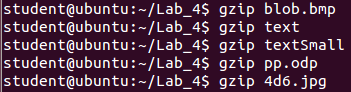 student@ubuntu:~/Lab_4$ gzip blob.bmp
student@ubuntu:~/Lab_4$ gzip text
student@ubuntu:~/Lab_4$ gzip textSmall
student@ubuntu:~/Lab_4$ gzip pp.odp
student@ubuntu:~/Lab_4$ gzip 4d6.jpg